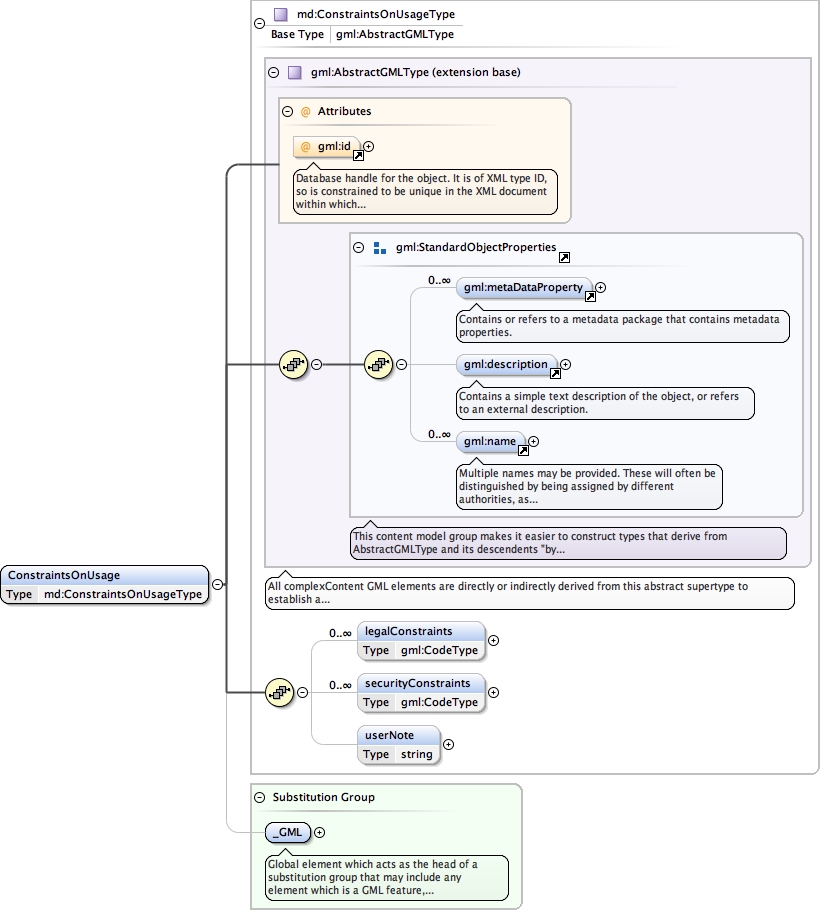 md:ConstraintsOnUsageType
Base Type gml:AbstractGMLType
gml:AbstractGMLType (extension base)
@ Attributes
@ gml:id
Database handle for the object. It is of XML type ID,
so is constrained to be unique in the XML document
within which...
gml:StandardObjectProperties
0..∞
gml:metaDataProperty
Contains or refers to a metadata package that contains metadata
properties.
gml:description
Contains a simple text description of the object, or refers
to an external description.
0..∞
gml:name
Multiple names may be provided. These will often be
distinguished by being assigned by different
authorities, as...
This content model group makes it easier to construct types that derive from
AbstractGMLType and its descendents "by...
ConstraintsOnUsage
Type md:ConstraintsOnUsageType
All complexContent GML elements are directly or indirectly derived from this abstract supertype to
establish a...
0..∞
legalConstraints
Type gml:CodeType
0..∞
securityConstraints
Type gml:CodeType
userNote
Type string
Substitution Group
_GML
Global element which acts as the head of a
substitution group that may include any
element which is a GML feature,...